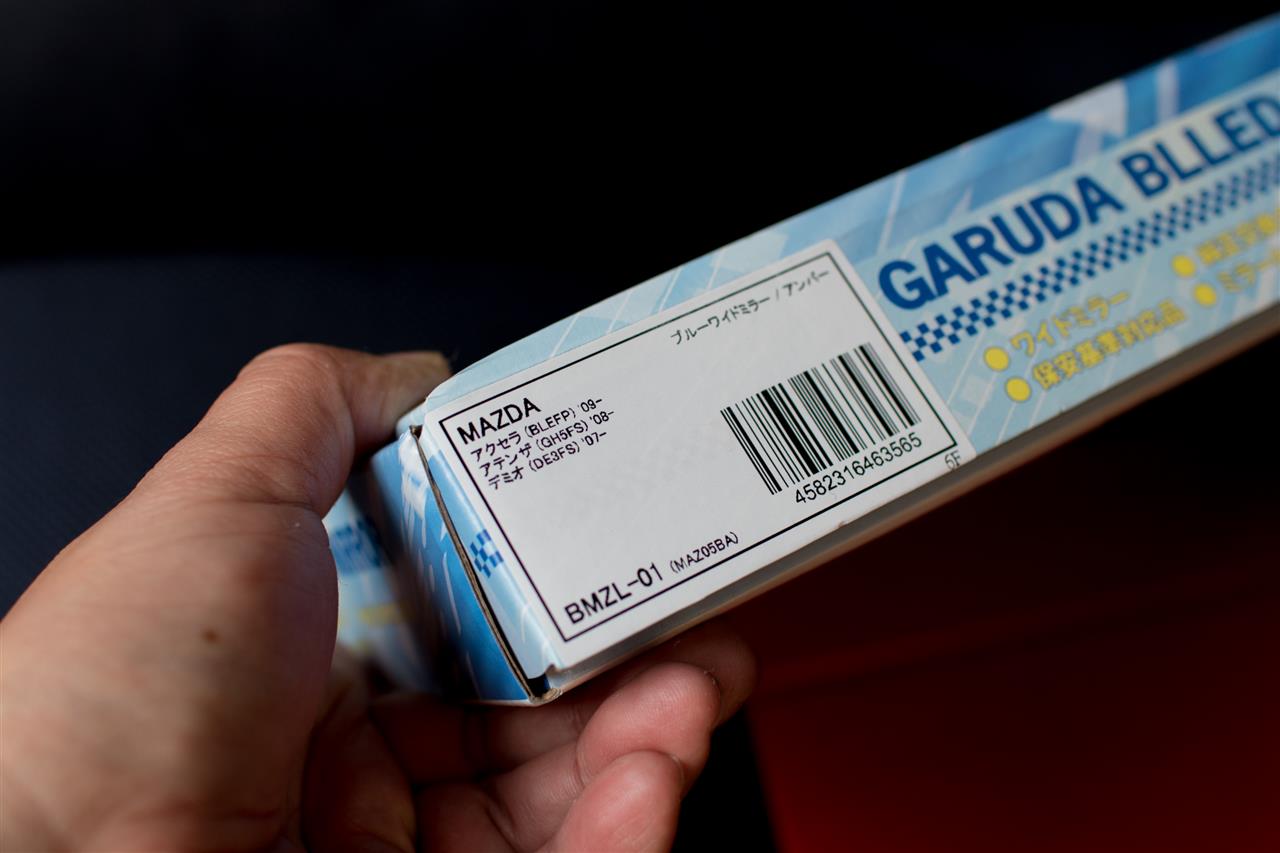 ブルーワイドミラー / アンバー
MAZDA
アクセラ (BLEFP) '09-
アテンザ (GH5FS) '08-
デミオ (DE3FS) '07-
4582316463565
6F
BMZL-01 (MAZ05BA)
GARUDA BLLED
ワイドミラー
保安基準対応品